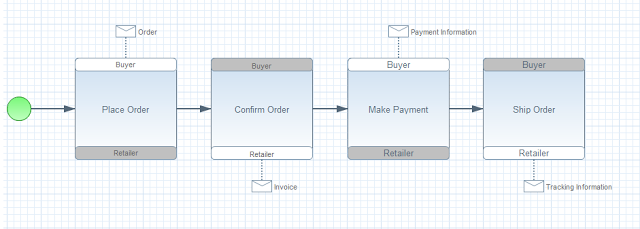 Order
Payment Information
Buyer
Buyer
Buyer
Buyer
Place Order
Confirm Order
Make Payment
Ship Order
Retailer
Retailer
Retailer
Retailer
Invoice
Tracking Information